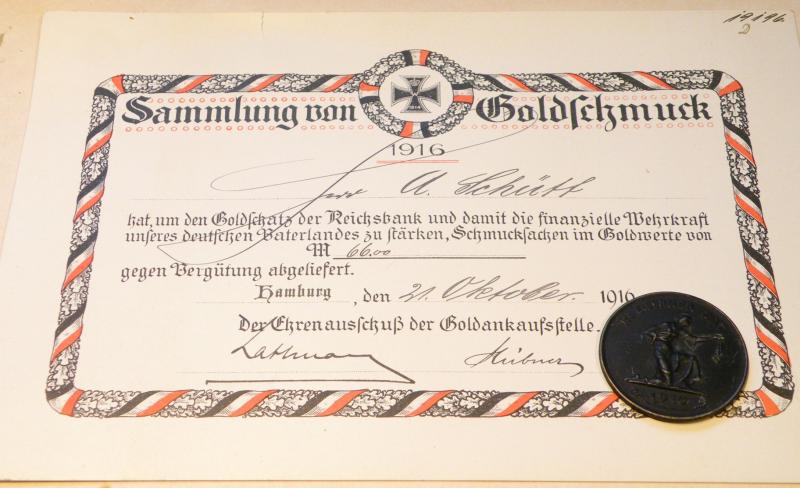 19196
D
Sammlung von Goldschmuck
1916
Herr A. Schütt
hat, um den Goldschatz der Reichsbank und damit die finanzielle Wehrkraft
unseres deutschen Vaterlandes zu stärken, Schmucksachen im Goldwerte von
M 66.00
gegen Vergütung abgeliefert.
Hamburg, den 21. Oktober. 1916
Der Ehrenausschuß der Goldankaufsstelle.
Hübner
1916